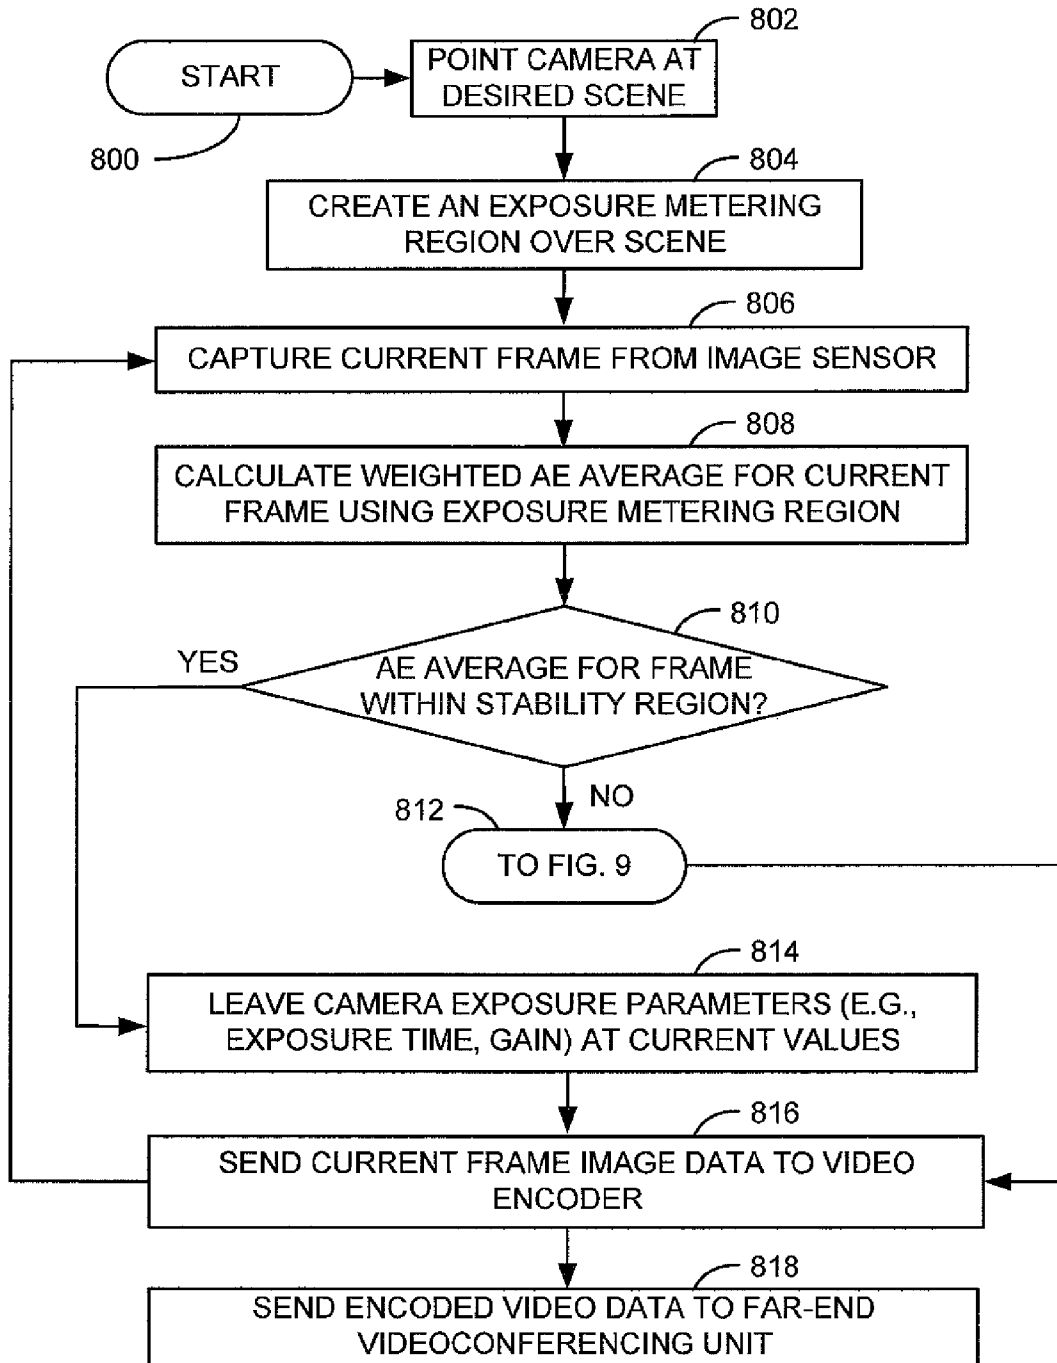 802
START
POINT CAMERA AT
DESIRED SCENE
800
804
CREATE AN EXPOSURE METERING
REGION OVER SCENE
806
CAPTURE CURRENT FRAME FROM IMAGE SENSOR
808
CALCULATE WEIGHTED AE AVERAGE FOR CURRENT
FRAME USING EXPOSURE METERING REGION
810
YES
AE AVERAGE FOR FRAME
WITHIN STABILITY REGION?
NO
812
TO FIG. 9
814
LEAVE CAMERA EXPOSURE PARAMETERS (E.G.,
EXPOSURE TIME, GAIN) AT CURRENT VALUES
816
SEND CURRENT FRAME IMAGE DATA TO VIDEO
ENCODER
818
SEND ENCODED VIDEO DATA TO FAR-END
VIDEOCONFERENCING UNIT